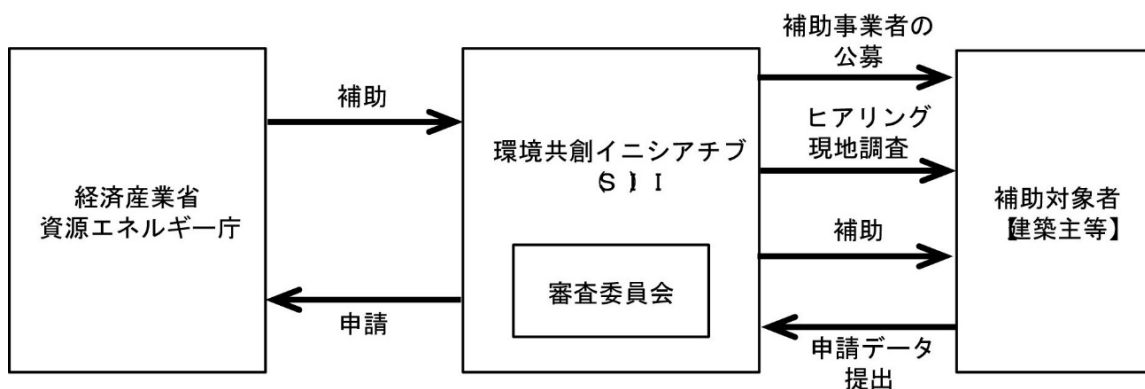 経済産業省
資源エネルギー庁
補助
申請
環境共創イニシアチブ
(SII)
審査委員会
補助事業者の
公募
ヒアリング
現地調査
補助
申請データ
提出
補助対象者
【建築主等】